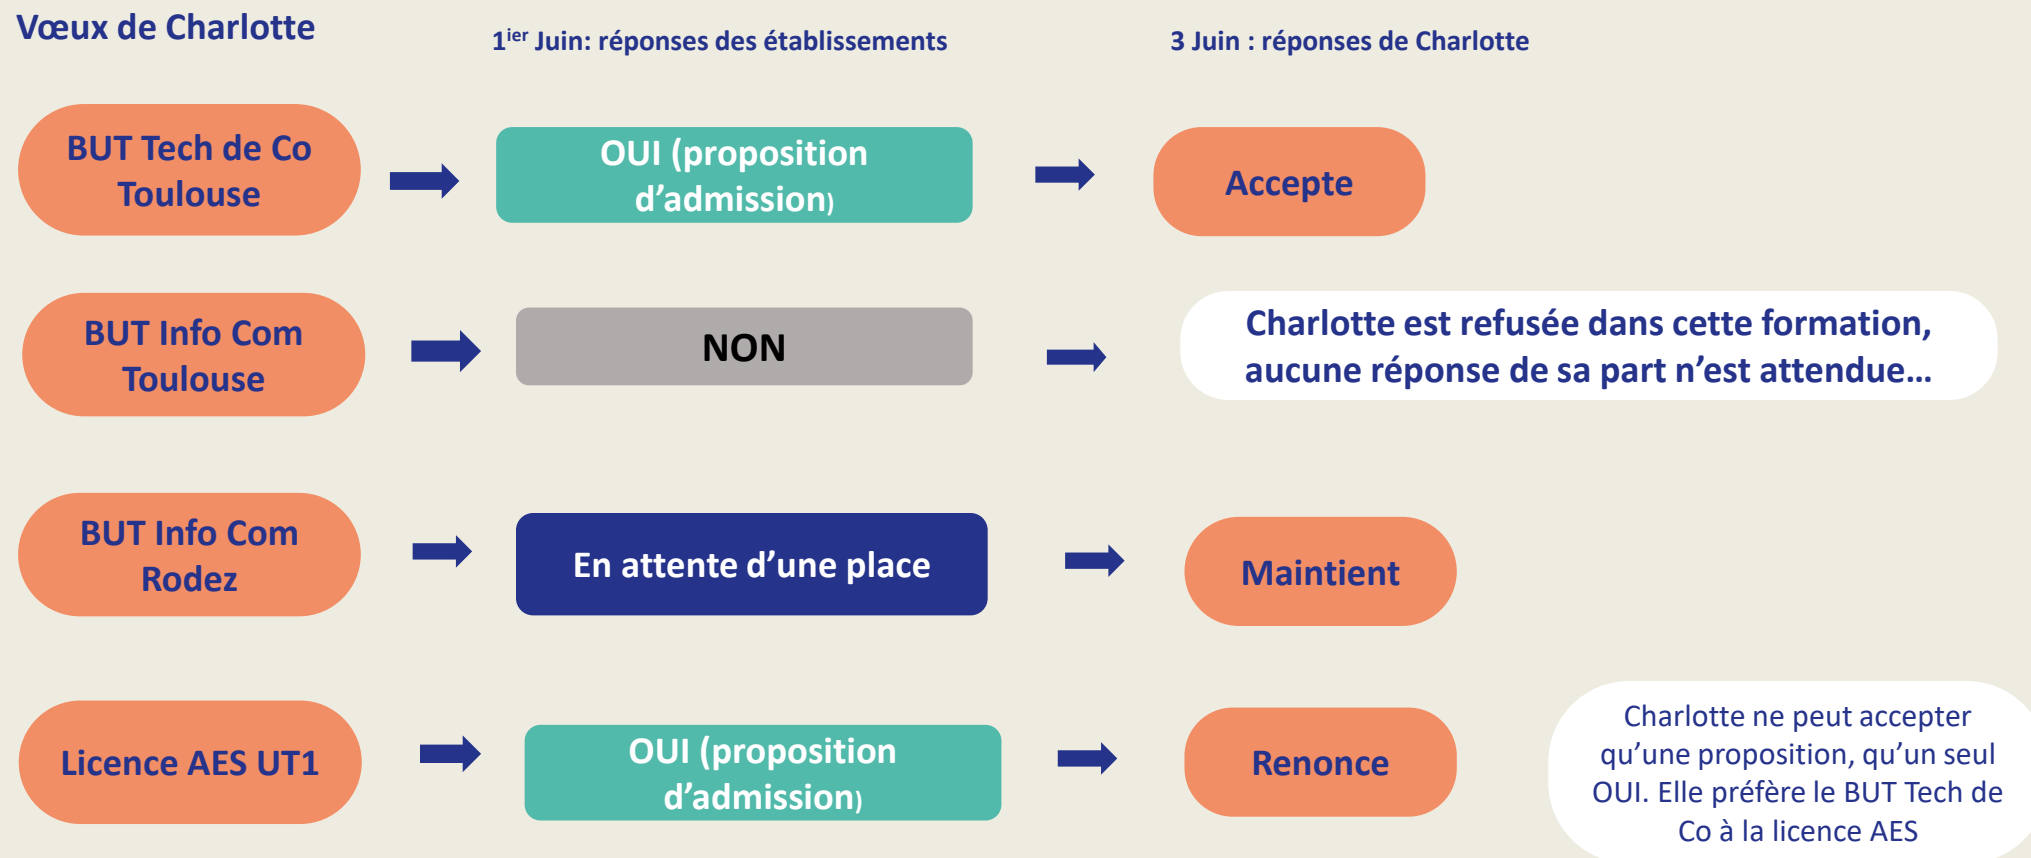 Vœux de Charlotte
1ier Juin: réponses des établissements
3 Juin : réponses de Charlotte
BUT Tech de Co
Toulouse
OUI (proposition
d’admission)
Accepte
BUT Info Com
Toulouse
NON
Charlotte est refusée dans cette formation,
aucune réponse de sa part n’est attendue…
BUT Info Com
Rodez
En attente d’une place
Maintient
Licence AES UT1
OUI (proposition
d’admission)
Renonce
Charlotte ne peut accepter
qu’une proposition, qu’un seul
OUI. Elle préfère le BUT Tech de
Co à la licence AES